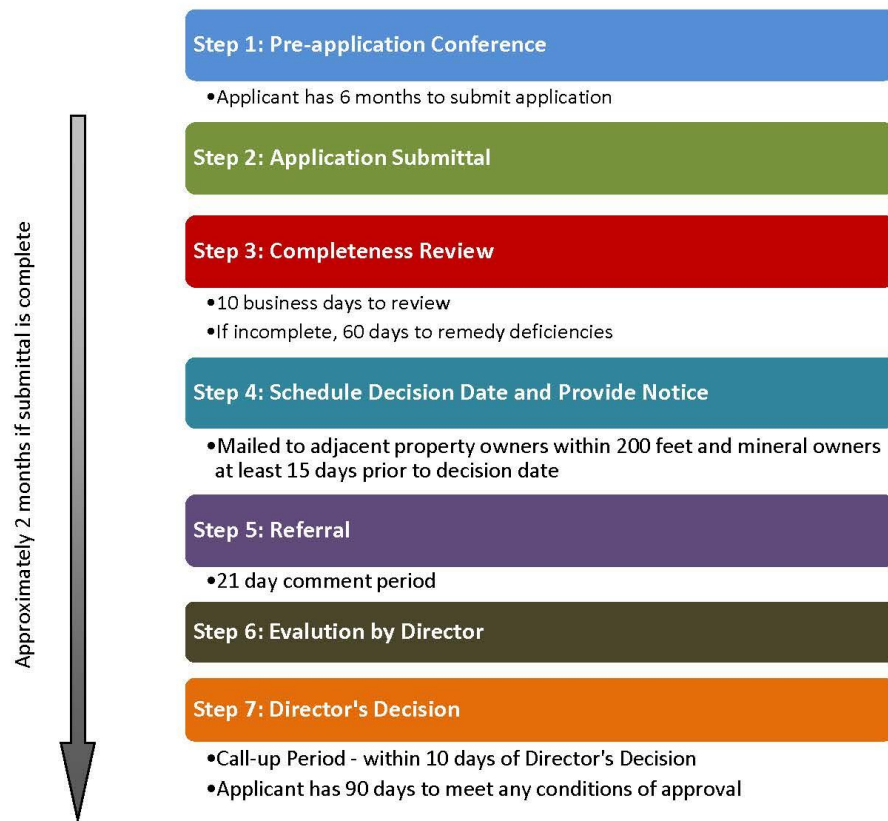 Step 1: Pre-application Conference
•Applicant has 6 months to submit application
Step 2: Application Submittal
Step 3: Completeness Review
•10 business days to review
•If incomplete, 60 days to remedy deficiencies
Step 4: Schedule Decision Date and Provide Notice
•Mailed to adjacent property owners within 200 feet and mineral owners
at least 15 days prior to decision date
Step 5: Referral
•21 day comment period
Step 6: Evalution by Director
Step 7: Director's Decision
•Call-up Period - within 10 days of Director's Decision
•Applicant has 90 days to meet any conditions of approval
Approximately 2 months if submittal is complete